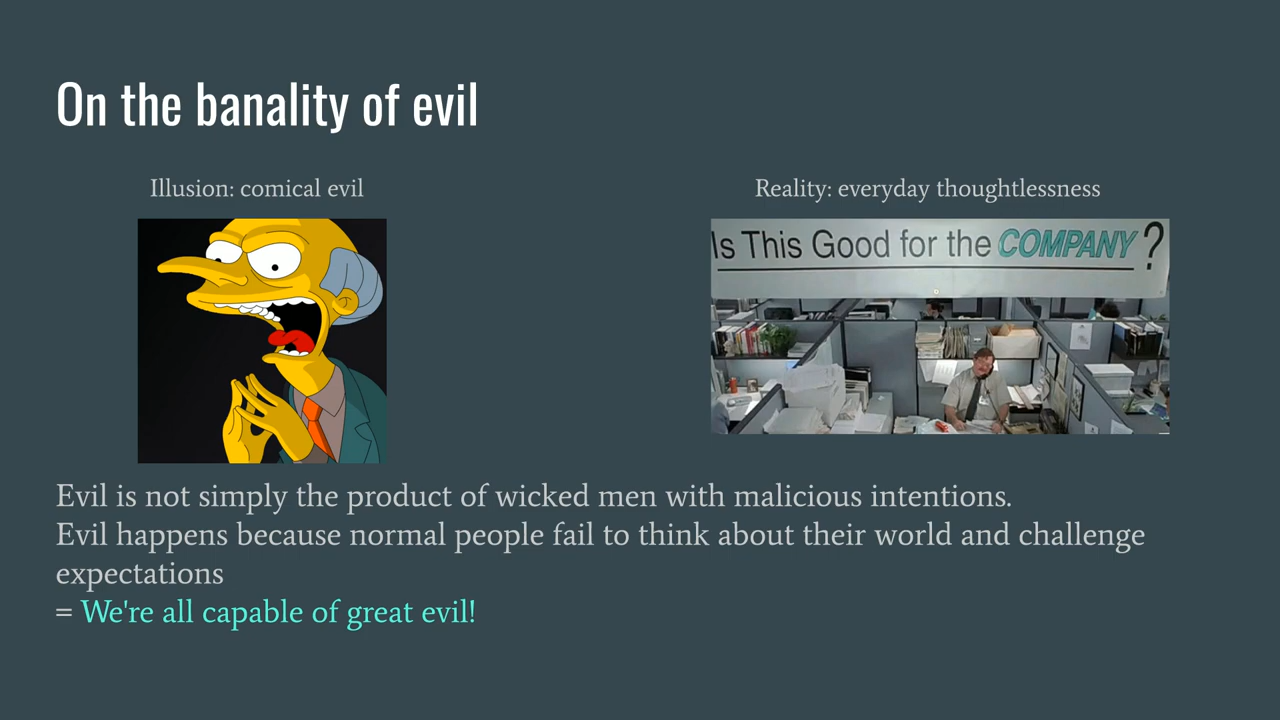 On the banality of evil
Illusion: comical evil
Reality: everyday thoughtlessness
Is This Good for the COMPANY?
Evil is not simply the product of wicked men with malicious intentions.
Evil happens because normal people fail to think about their world and challenge
expectations
= We're all capable of great evil!